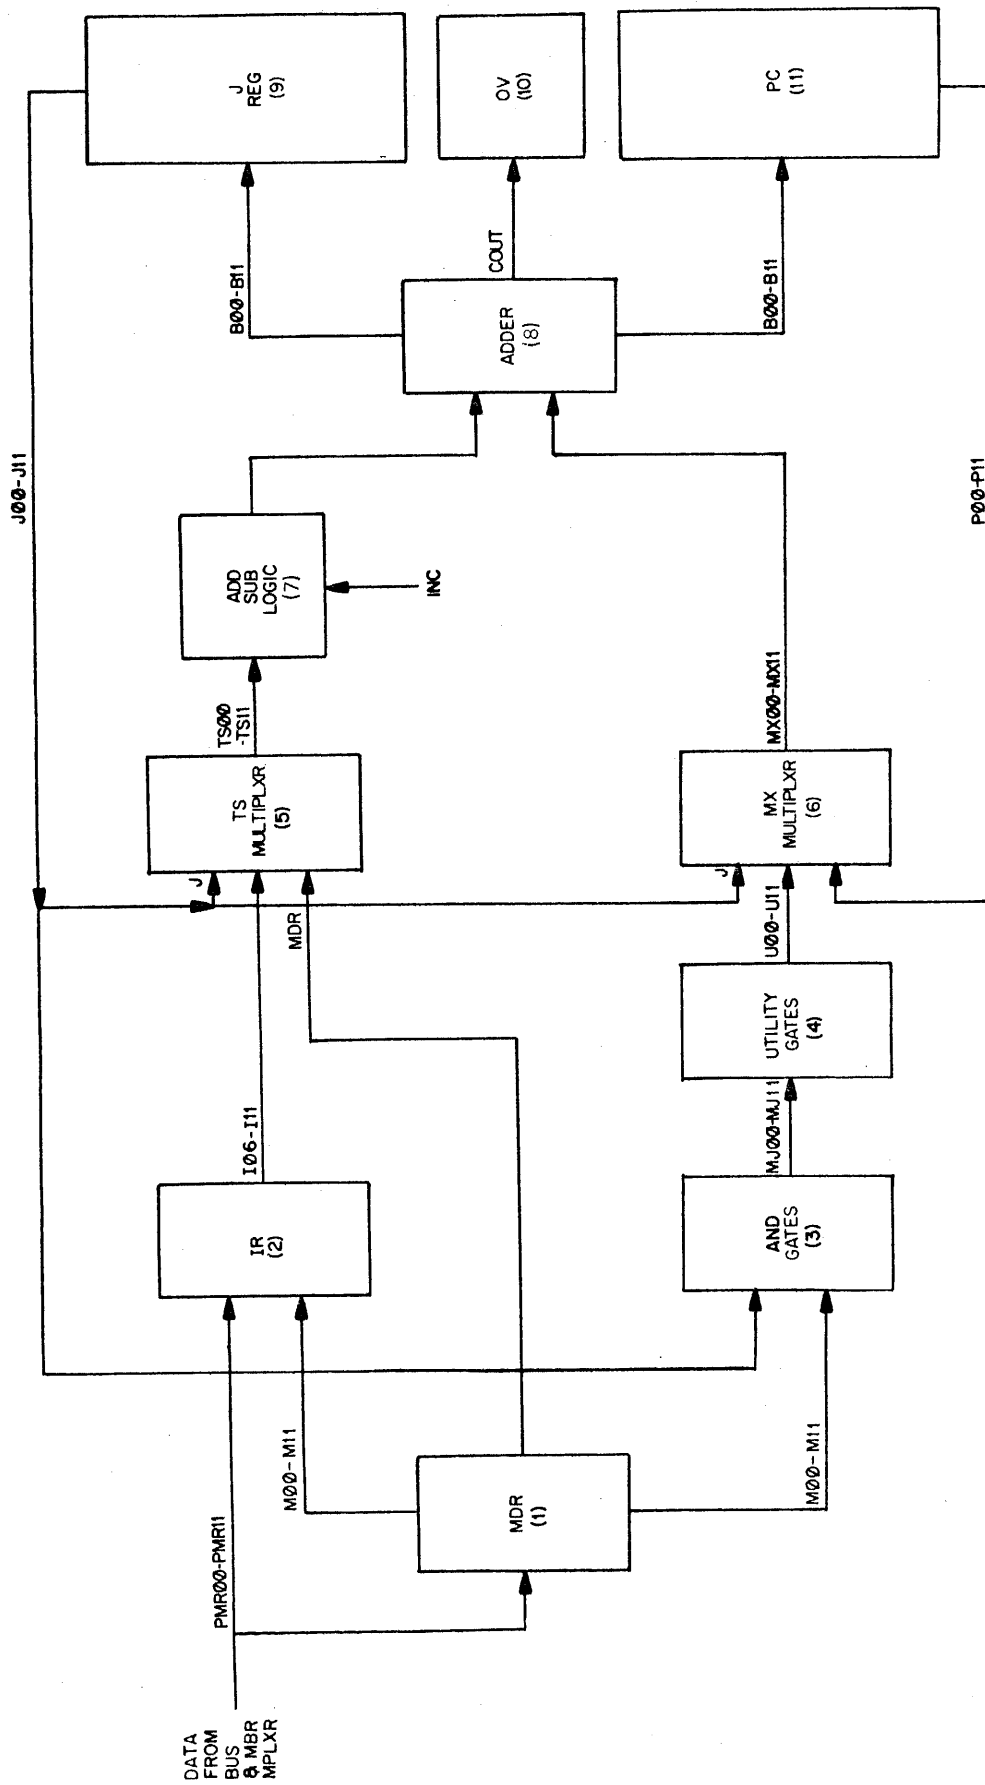 DATA
FROM
BUS
& MBR
MPLXR
PMR00-PMR11
M00-M11
MDR
(1)
M00-M11
IR
(2)
I06-I11
AND
GATES
(3)
MJ00-MJ11
UTILITY
GATES
(4)
U00-U11
MDR
J
TS
MULTIPLXR
(5)
TS00
-TS11
J
MX
MULTIPLXR
(6)
MX00-MX11
ADD
SUB
LOGIC
(7)
INC
J00-J11
P00-P11
ADDER
(8)
B00-B11
COUT
B00-B11
J
REG
(9)
OV
(10)
PC
(11)